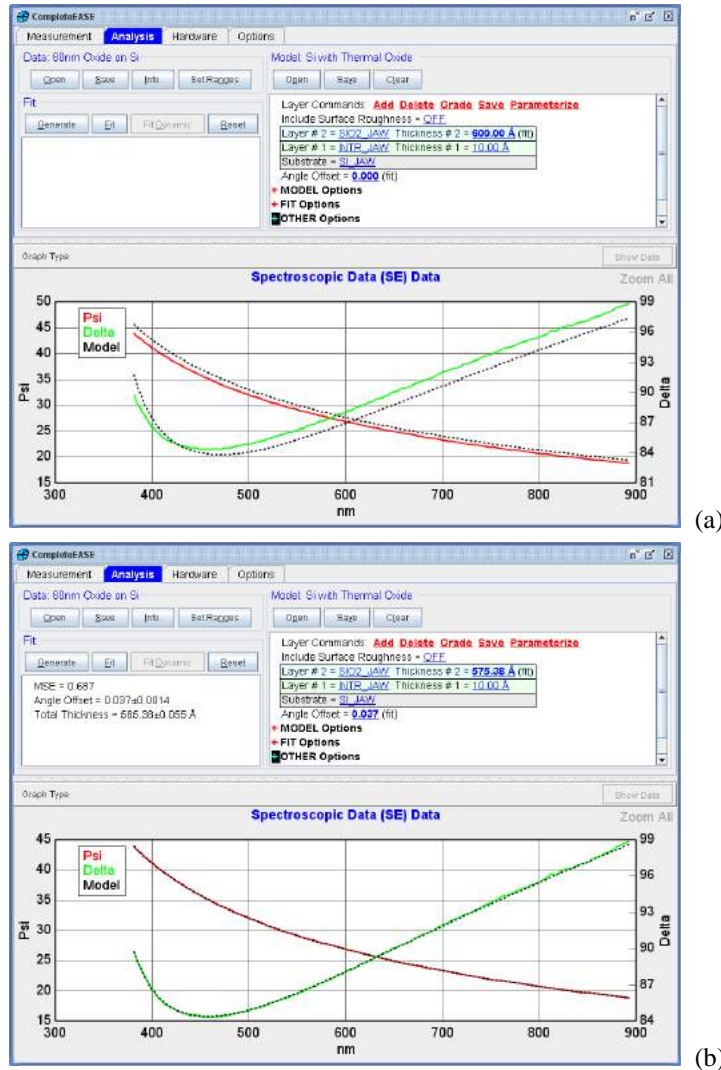 CompleteEASE
Measurement Analysis Hardware Options
Data: 60nm Oxide on Si
Open Save Info Set Ranges
Model: Si with Thermal Oxide
Open Save Clear
Fit
Generate Fit Fit Dynamic Reset
Layer Commands: Add Delete Grade Save Parameterize
Include Surface Roughness = OFF
Layer # 2 = SIO2_JAW Thickness # 2 = 600.00 Å (fit)
Layer # 1 = INTR_JAW Thickness # 1 = 10.00 Å
Substrate = SI_JAW
Angle Offset = 0.000 (fit)
+ MODEL Options
+ FIT Options
+ OTHER Options
Graph Type
Show Data
Spectroscopic Data (SE) Data
Zoom All
Psi
Delta
Model
50
45
40
35
30
25
20
15
Psi
99
96
93
90
87
84
81
Delta
300 400 500 600 700 800 900
nm
(a)
CompleteEASE
Measurement Analysis Hardware Options
Data: 60nm Oxide on Si
Open Save Info Set Ranges
Model: Si with Thermal Oxide
Open Save Clear
Fit
Generate Fit Fit Dynamic Reset
MSE = 0.687
Angle Offset = 0.037±0.0014
Total Thickness = 585.38±0.055 Å
Layer Commands: Add Delete Grade Save Parameterize
Include Surface Roughness = OFF
Layer # 2 = SIO2_JAW Thickness # 2 = 575.38 Å (fit)
Layer # 1 = INTR_JAW Thickness # 1 = 10.00 Å
Substrate = SI_JAW
Angle Offset = 0.037 (fit)
+ MODEL Options
+ FIT Options
+ OTHER Options
Graph Type
Show Data
Spectroscopic Data (SE) Data
Zoom All
Psi
Delta
Model
45
40
35
30
25
20
15
Psi
99
96
93
90
87
84
Delta
300 400 500 600 700 800 900
nm
(b)